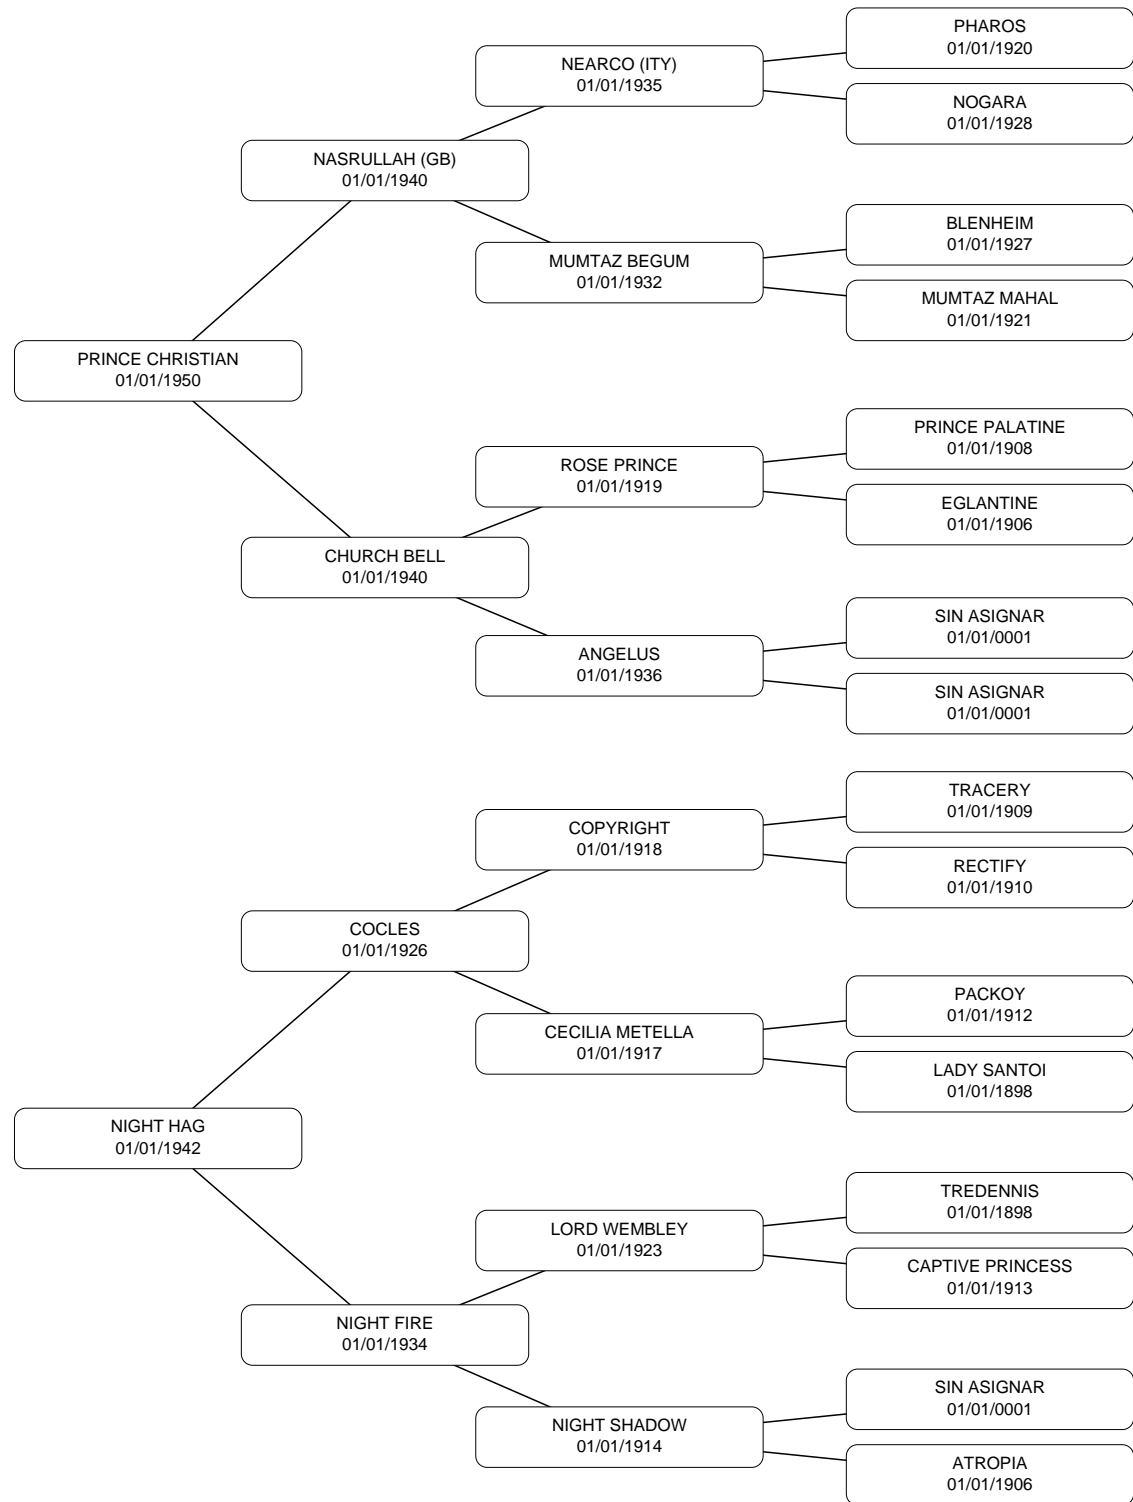 PHAROS
01/01/1920
NEARCO (ITY)
01/01/1935
NOGARA
01/01/1928
NASRULLAH (GB)
01/01/1940
BLENHEIM
01/01/1927
MUMTAZ BEGUM
01/01/1932
MUMTAZ MAHAL
01/01/1921
PRINCE CHRISTIAN
01/01/1950
PRINCE PALATINE
01/01/1908
ROSE PRINCE
01/01/1919
EGLANTINE
01/01/1906
CHURCH BELL
01/01/1940
SIN ASIGNAR
01/01/0001
ANGELUS
01/01/1936
SIN ASIGNAR
01/01/0001
TRACERY
01/01/1909
COPYRIGHT
01/01/1918
RECTIFY
01/01/1910
COCLES
01/01/1926
PACKOY
01/01/1912
CECILIA METELLA
01/01/1917
LADY SANTOI
01/01/1898
NIGHT HAG
01/01/1942
TREDENNIS
01/01/1898
LORD WEMBLEY
01/01/1923
CAPTIVE PRINCESS
01/01/1913
NIGHT FIRE
01/01/1934
SIN ASIGNAR
01/01/0001
NIGHT SHADOW
01/01/1914
ATROPIA
01/01/1906